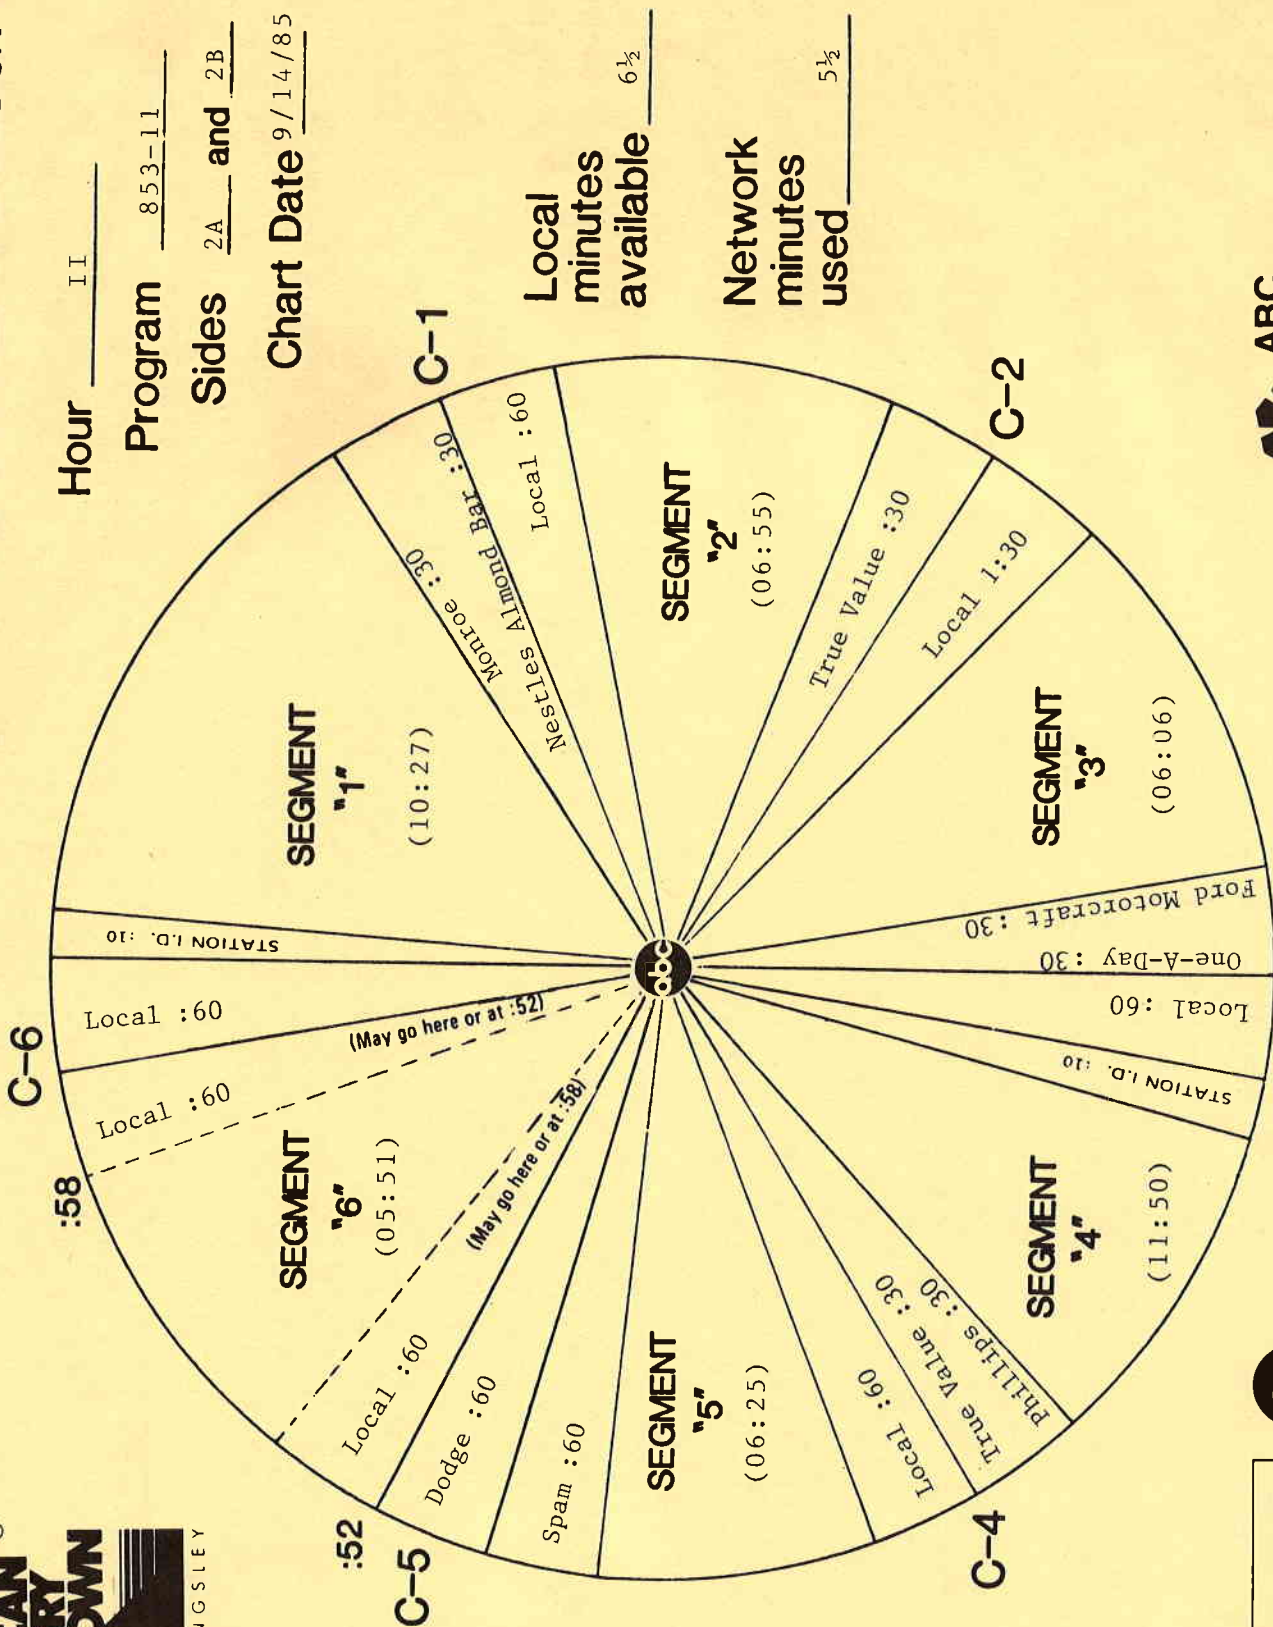 Hour II
Program 853-11
Sides 2A and 2B
Chart Date 9/14/85
Local
minutes
available 6½
Network
minutes
used 5½
SEGMENT
"1"
(10:27)
C-1
Monroe :30
Nestles Almond Bar :30
Local :60
SEGMENT
"2"
(06:55)
C-2
True Value :30
Local 1:30
SEGMENT
"3"
(06:06)
Ford Motorcraft :30
One-A-Day :30
Local :60
STATION I.D. :10
SEGMENT
"4"
(11:50)
C-4
Phillips :30
True Value :30
Local :60
SEGMENT
"5"
(06:25)
C-5
Spam :60
Dodge :60
:52
Local :60
(May go here or at :58)
SEGMENT
"6"
(05:51)
:58
(May go here or at :52)
Local :60
C-6
Local :60
STATION I.D. :10
abc
ABC